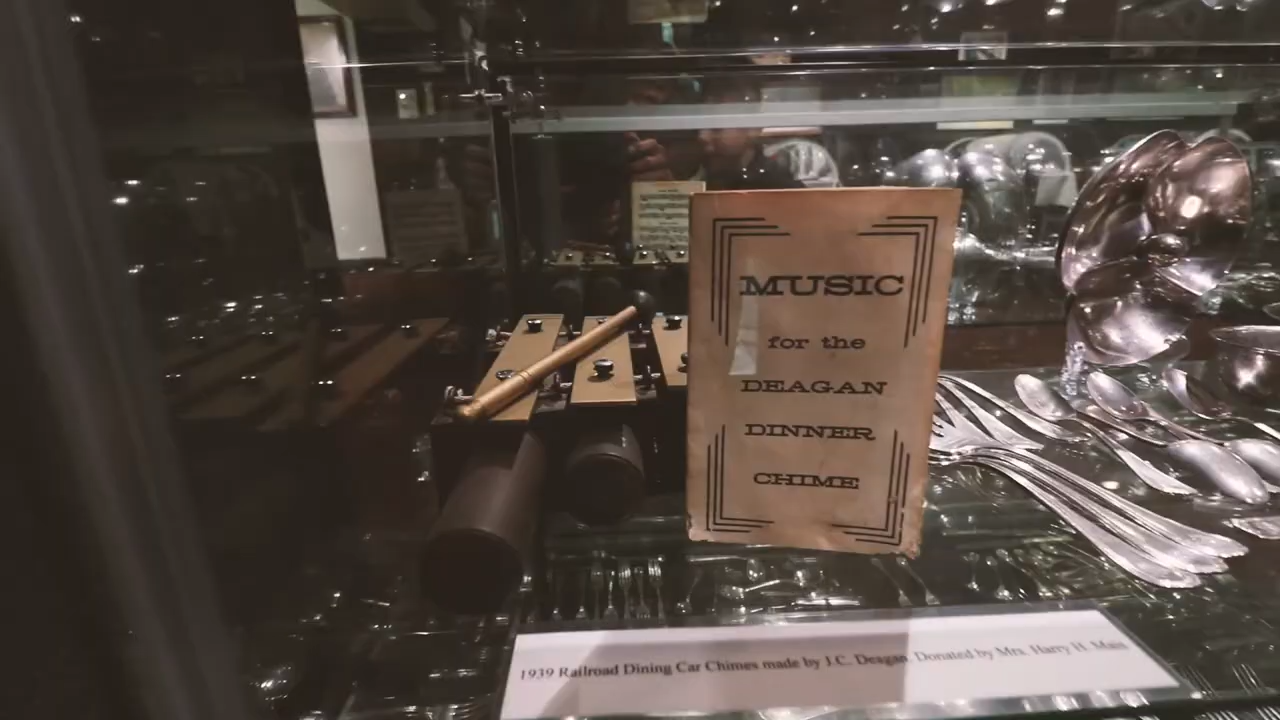 MUSIC
for the
DEAGAN
DINNER
CHIME
1939 Railroad Dining Car Chimes made by J.C. Deagan. Donated by Mrs. Harry H.